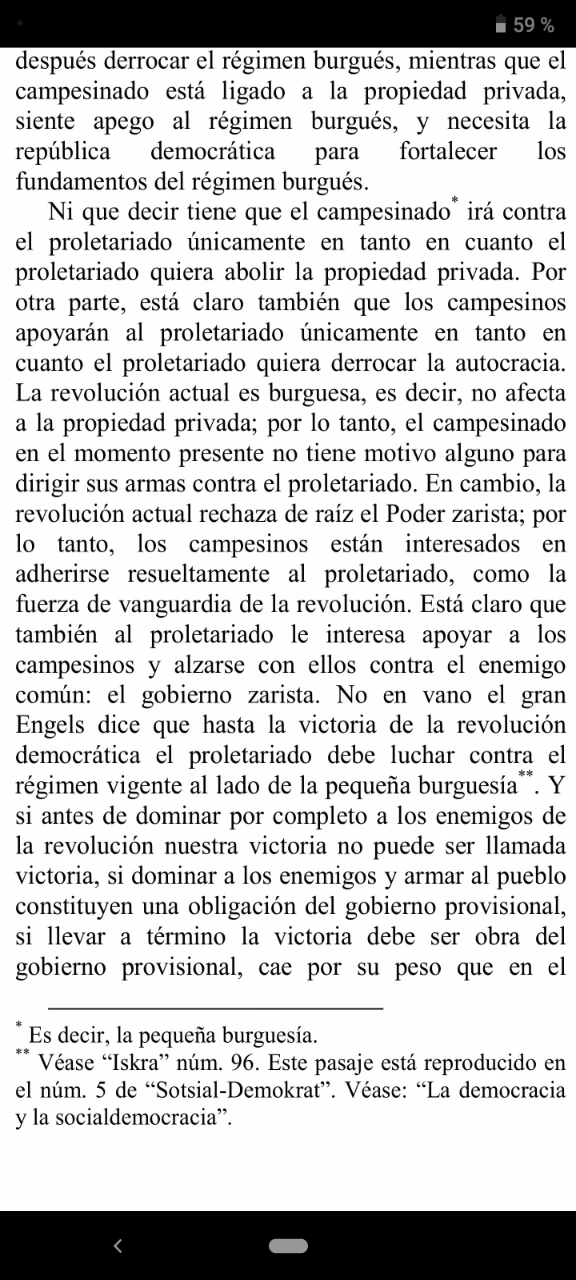 59 %
después derrocar el régimen burgués, mientras que el
campesinado está ligado a la propiedad privada,
siente apego al régimen burgués, y necesita la
república democrática para fortalecer los
fundamentos del régimen burgués.
Ni que decir tiene que el campesinado* irá contra
el proletariado únicamente en tanto en cuanto el
proletariado quiera abolir la propiedad privada. Por
otra parte, está claro también que los campesinos
apoyarán al proletariado únicamente en tanto en
cuanto el proletariado quiera derrocar la autocracia.
La revolución actual es burguesa, es decir, no afecta
a la propiedad privada; por lo tanto, el campesinado
en el momento presente no tiene motivo alguno para
dirigir sus armas contra el proletariado. En cambio, la
revolución actual rechaza de raíz el Poder zarista; por
lo tanto, los campesinos están interesados en
adherirse resueltamente al proletariado, como la
fuerza de vanguardia de la revolución. Está claro que
también al proletariado le interesa apoyar a los
campesinos y alzarse con ellos contra el enemigo
común: el gobierno zarista. No en vano el gran
Engels dice que hasta la victoria de la revolución
democrática el proletariado debe luchar contra el
régimen vigente al lado de la pequeña burguesía**. Y
si antes de dominar por completo a los enemigos de
la revolución nuestra victoria no puede ser llamada
victoria, si dominar a los enemigos y armar al pueblo
constituyen una obligación del gobierno provisional,
si llevar a término la victoria debe ser obra del
gobierno provisional, cae por su peso que en el
* Es decir, la pequeña burguesía.
** Véase “Iskra” núm. 96. Este pasaje está reproducido en
el núm. 5 de “Sotsial-Demokrat”. Véase: “La democracia
y la socialdemocracia”.